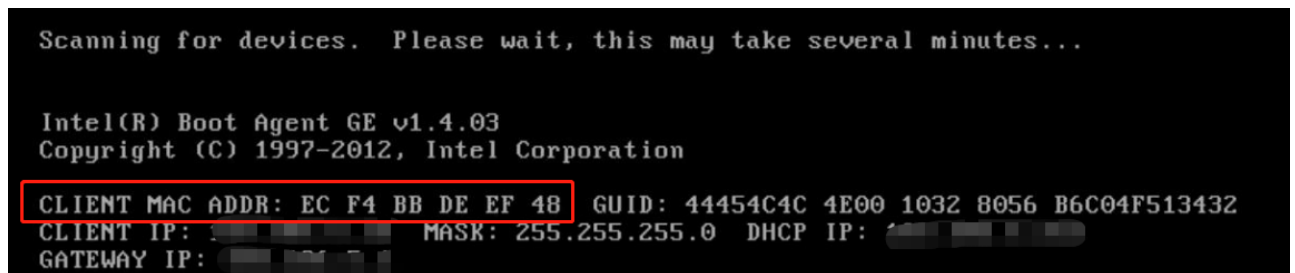 Scanning for devices.  Please wait, this may take several minutes...
Intel(R) Boot Agent GE v1.4.03
Copyright (C) 1997-2012, Intel Corporation
CLIENT MAC ADDR: EC F4 BB DE EF 48  GUID: 44454C4C 4E00 1032 8056 B6C04F513432
CLIENT IP:  MASK: 255.255.255.0  DHCP IP:
GATEWAY IP: